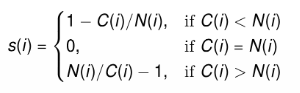 1 – C(i)/N(i), if C(i) < N(i)
s(i) = { 0, if C(i) = N(i)
N(i)/C(i) – 1, if C(i) > N(i)